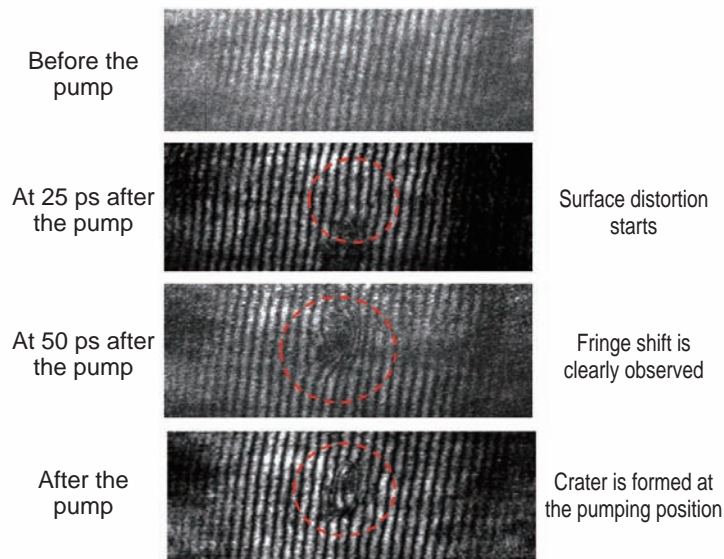 Before the
pump
At 25 ps after
the pump
Surface distortion
starts
At 50 ps after
the pump
Fringe shift is
clearly observed
After the
pump
Crater is formed at
the pumping position